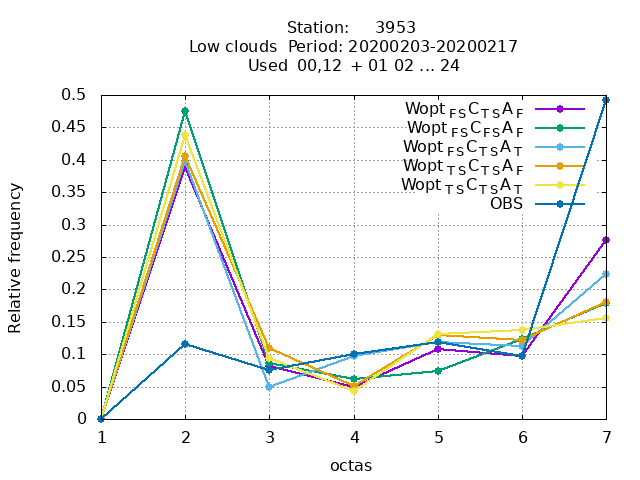 Station: 3953
Low clouds Period: 20200203-20200217
Used 00,12 + 01 02 ... 24
Relative frequency
0.5
0.45
0.4
0.35
0.3
0.25
0.2
0.15
0.1
0.05
0
Wopt FS C TS A F
Wopt FS C FS A F
Wopt FS C TS A T
Wopt TS C TS A F
Wopt TS C TS A T
OBS
1 2 3 4 5 6 7
octas